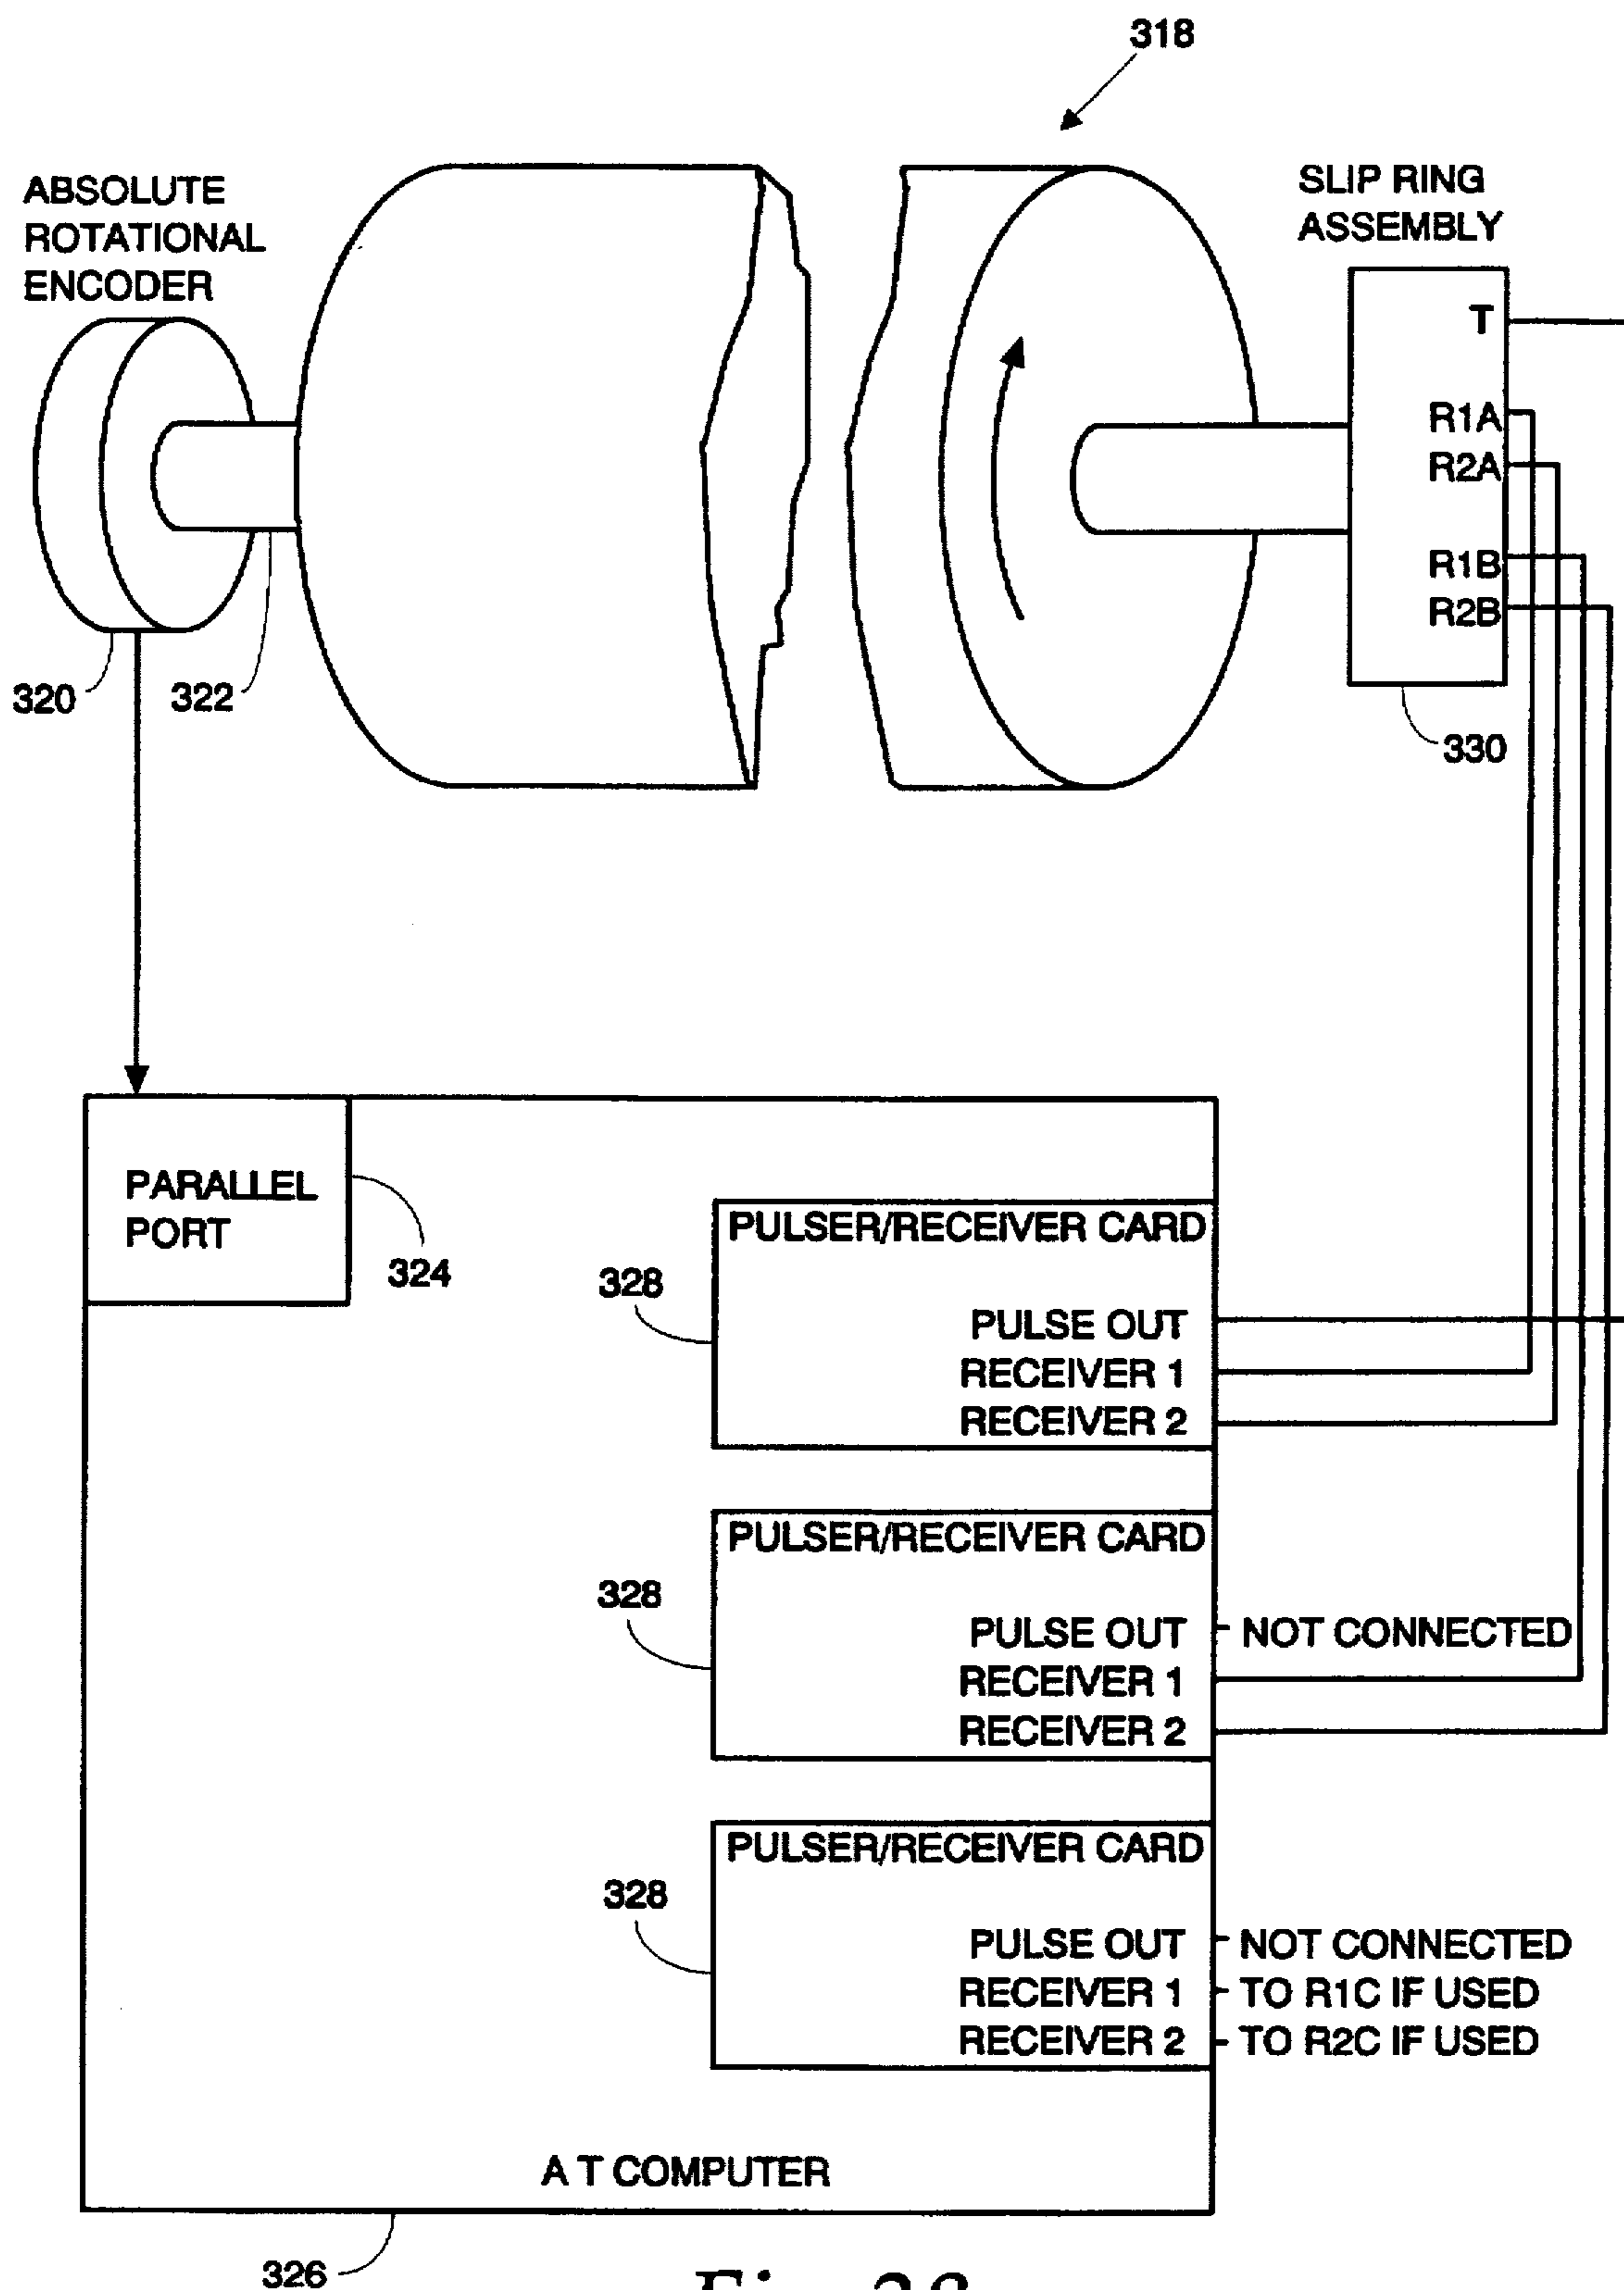 318
ABSOLUTE
ROTATIONAL
ENCODER
SLIP RING
ASSEMBLY
T
R1A
R2A
R1B
R2B
320
322
330
PARALLEL
PORT
324
PULSER/RECEIVER CARD
328
PULSE OUT
RECEIVER 1
RECEIVER 2
PULSER/RECEIVER CARD
328
PULSE OUT NOT CONNECTED
RECEIVER 1
RECEIVER 2
PULSER/RECEIVER CARD
328
PULSE OUT NOT CONNECTED
RECEIVER 1 TO R1C IF USED
RECEIVER 2 TO R2C IF USED
A T COMPUTER
326